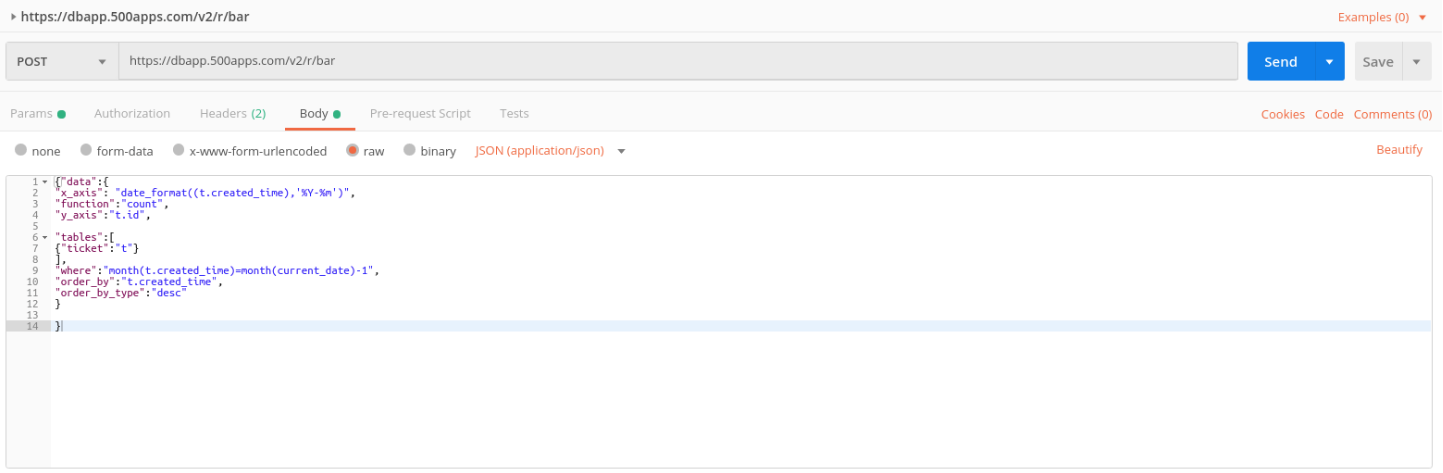 https://dbapp.500apps.com/v2/r/bar
Examples (0)
POST
https://dbapp.500apps.com/v2/r/bar
Send
Save
Params
Authorization
Headers (2)
Body
Pre-request Script
Tests
Cookies
Code
Comments (0)
none
form-data
x-www-form-urlencoded
raw
binary
JSON (application/json)
Beautify
1 {"data":{
2 "x_axis": "date_format((t.created_time),'%Y-%m')",
3 "function":"count",
4 "y_axis":"t.id",
5
6 "tables":[
7 {"ticket":"t"}
8 ],
9 "where":"month(t.created_time)=month(current_date)-1",
10 "order_by":"t.created_time",
11 "order_by_type":"desc"
12 }
13
14 }